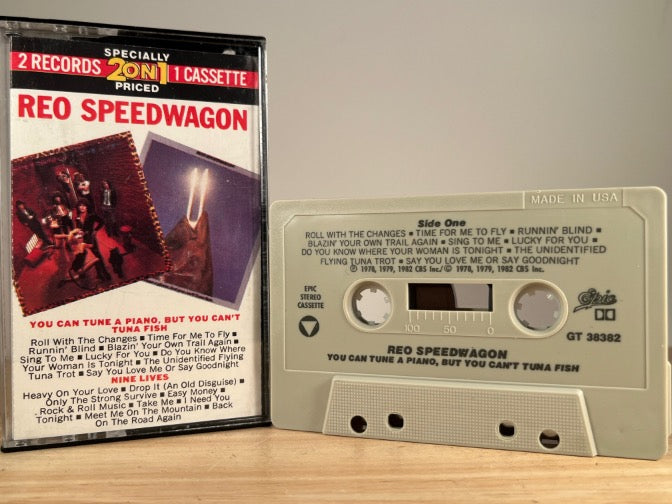 SPECIALLY
2 RECORDS 2ON1 1 CASSETTE
PRICED
REO SPEEDWAGON
YOU CAN TUNE A PIANO, BUT YOU CAN'T
TUNA FISH
Roll With The Changes ■ Time For Me To Fly ■
Runnin' Blind ■ Blazin' Your Own Trail Again ■
Sing To Me ■ Lucky For You ■ Do You Know Where
Your Woman Is Tonight ■ The Unidentified Flying
Tuna Trot ■ Say You Love Me Or Say Goodnight
NINE LIVES
Heavy On Your Love ■ Drop It (An Old Disguise) ■
Only The Strong Survive ■ Easy Money ■
Rock & Roll Music ■ Take Me ■ I Need You
Tonight ■ Meet Me On The Mountain ■ Back
On The Road Again
MADE IN USA
Side One
ROLL WITH THE CHANGES ■ TIME FOR ME TO FLY ■ RUNNIN' BLIND ■
BLAZIN' YOUR OWN TRAIL AGAIN ■ SING TO ME ■ LUCKY FOR YOU ■
DO YOU KNOW WHERE YOUR WOMAN IS TONIGHT ■ THE UNIDENTIFIED
FLYING TUNA TROT ■ SAY YOU LOVE ME OR SAY GOODNIGHT
℗ 1978, 1979, 1982 CBS Inc./© 1978, 1979, 1982 CBS Inc.
EPIC
STEREO
CASSETTE
100 50 0
Epic
GT 38382
REO SPEEDWAGON
YOU CAN TUNE A PIANO, BUT YOU CAN'T TUNA FISH